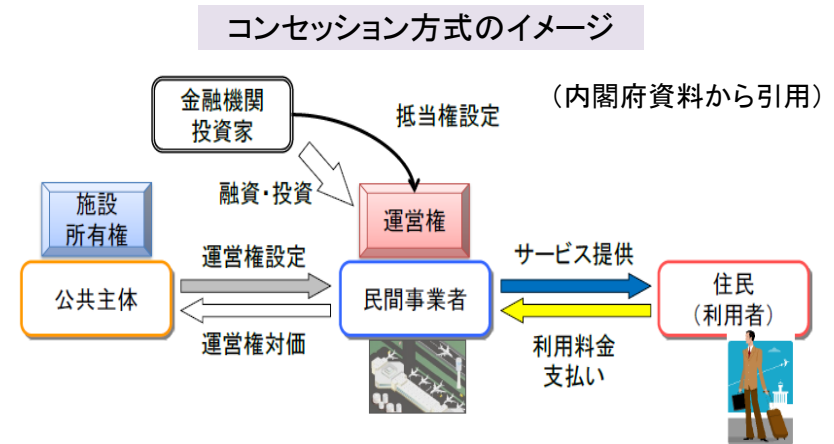 コンセッション方式のイメージ
（内閣府資料から引用）
金融機関
投資家
抵当権設定
融資・投資
施設
所有権
運営権
運営権設定
サービス提供
公共主体
民間事業者
住民
（利用者）
運営権対価
利用料金
支払い